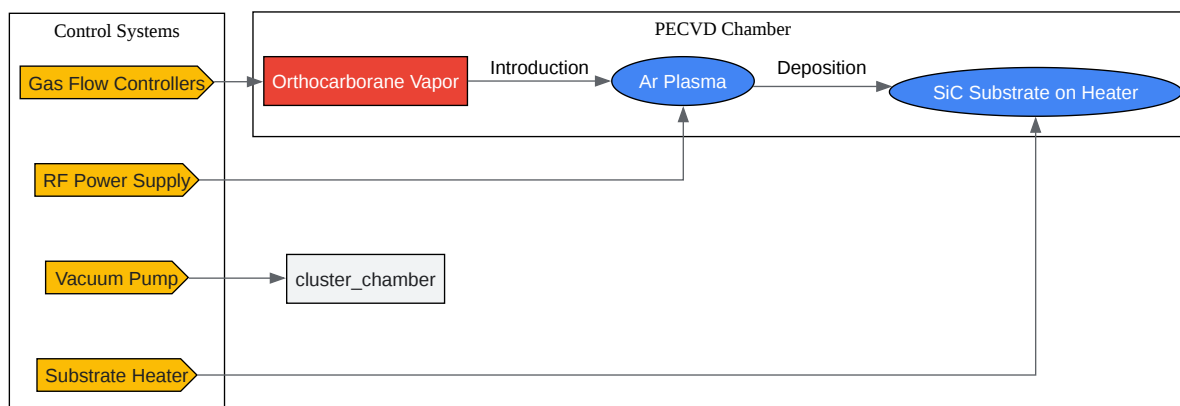 Control Systems
PECVD Chamber
Gas Flow Controllers
Orthocarborane Vapor
Introduction
Ar Plasma
Deposition
SiC Substrate on Heater
RF Power Supply
Vacuum Pump
cluster_chamber
Substrate Heater